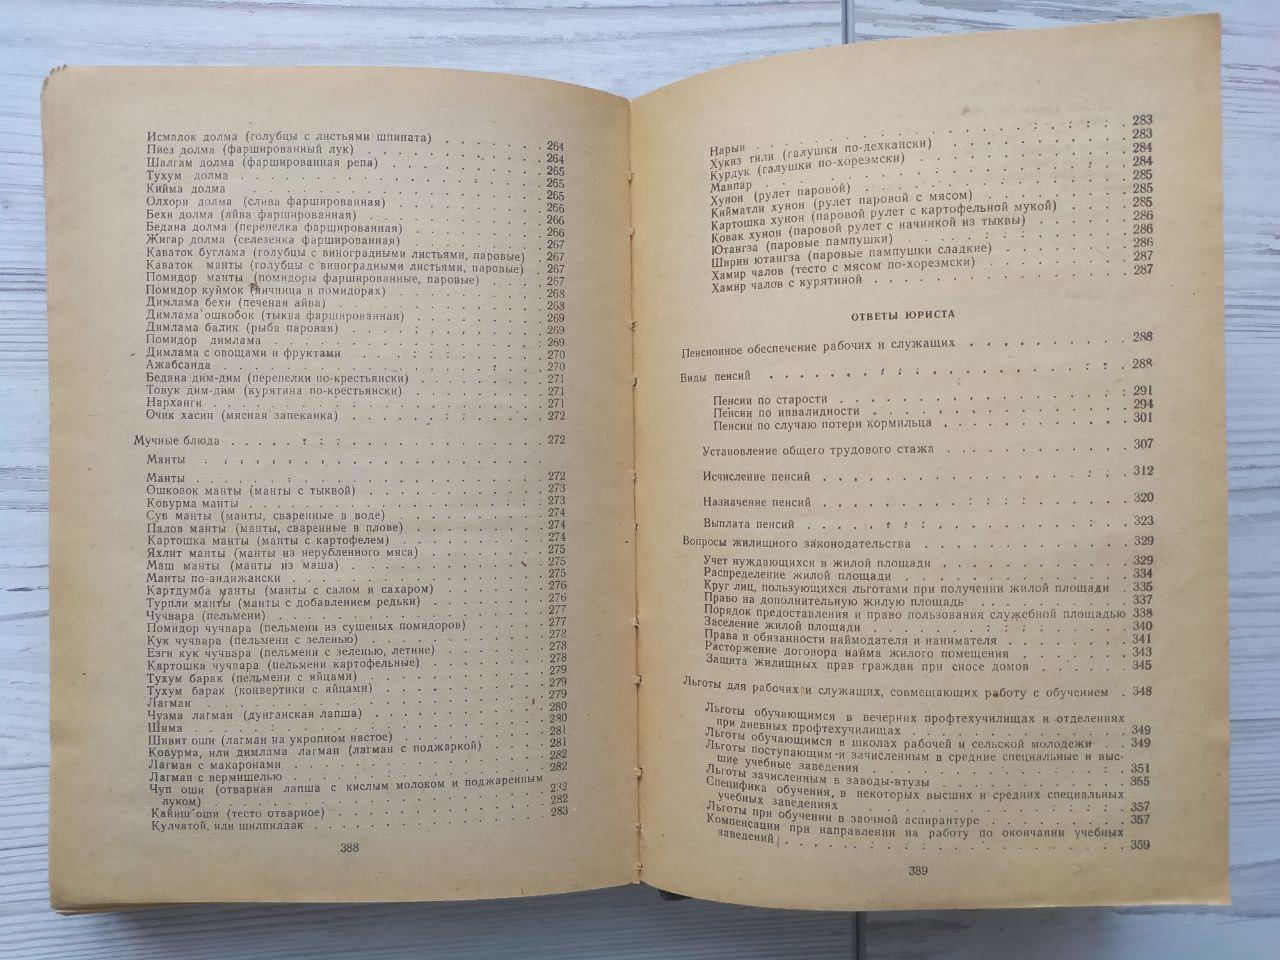 Исмалок долма (голубцы с листьями шпината) . . . . 264
Пиез долма (фаршированный лук) . . . . 264
Шалгам долма (фаршированная репа) . . . . 265
Тухум долма . . . . 265
Кийма долма . . . . 265
Олхори долма (слива фаршированная) . . . . 266
Бехи долма (айва фаршированная) . . . . 266
Бедана долма (перепелка фаршированная) . . . . 266
Жигар долма (селезенка фаршированная) . . . . 267
Каваток буглама (голубцы с виноградными листьями, паровые) . 267
Каваток манты (голубцы с виноградными листьями, паровые) . 267
Помидор манты (помидоры фаршированные, паровые) . . . . 267
Помидор куймок (яичница в помидорах) . . . . 268
Димлама бехи (печеная айва) . . . . 268
Димлама ошкобок (тыква фаршированная) . . . . 269
Димлама балик (рыба паровая) . . . . 269
Помидор димлама . . . . 269
Димлама с овощами и фруктами . . . . 270
Ажабсанда . . . . 270
Бедана дим-дим (перепелки по-крестьянски) . . . . 271
Товук дим-дим (курятина по-крестьянски) . . . . 271
Нарханги . . . . 271
Очик хасип (мясная запеканка) . . . . 272
Мучные блюда . . . . 272
Манты . . . .
Манты . . . . 272
Ошковок манты (манты с тыквой) . . . . 273
Ковурма манты . . . . 273
Сув манты (манты, сваренные в воде) . . . . 274
Палов манты (манты, сваренные в плове) . . . . 274
Картошка манты (манты с картофелем) . . . . 274
Яхлит манты (манты из нерубленного мяса) . . . . 275
Маш манты (манты из маша) . . . . 275
Манты по-андижански . . . . 275
Картдумба манты (манты с салом и сахаром) . . . . 276
Турпли манты (манты с добавлением редьки) . . . . 276
Чучвара (пельмени) . . . . 277
Помидор чучвара (пельмени из сушеных помидоров) . . . . 277
Кук чучвара (пельмени с зеленью) . . . . 278
Езги кук чучвара (пельмени с зеленью, летние) . . . . 278
Картошка чучвара (пельмени картофельные) . . . . 278
Тухум барак (пельмени с яйцами) . . . . 279
Тухум барак (конвертики с яйцами) . . . . 279
Лагман . . . . 279
Чузма лагман (дунганская лапша) . . . . 280
Шима . . . . 280
Шивит оши (лагман на укропном настое) . . . . 281
Ковурма, или димлама лагман (лагман с поджаркой) . . . . 281
Лагман с макаронами . . . . 282
Лагман с вермишелью . . . . 282
Чуп оши (отварная лапша с кислым молоком и поджаренным
луком) . . . . 282
Кайиш оши (тесто отварное) . . . . 282
Кулчатой, или шилпилдак . . . . 283
388
Нарын . . . . 283
Хукиз тили (галушки по-дехкански) . . . . 283
Курдук (галушки по-хорезмски) . . . . 284
Манпар . . . . 284
Хунон (рулет паровой) . . . . 285
Кийматли хунон (рулет паровой с мясом) . . . . 285
Картошка хунон (паровой рулет с картофельной мукой) . . . . 285
Ковак хунон (паровой рулет с начинкой из тыквы) . . . . 286
Ютангза (паровые пампушки) . . . . 286
Ширин ютангза (паровые пампушки сладкие) . . . . 286
Хамир чалов (тесто с мясом по-хорезмски) . . . . 287
Хамир чалов с курятиной . . . . 287
ОТВЕТЫ ЮРИСТА
Пенсионное обеспечение рабочих и служащих . . . . 288
Виды пенсий . . . . 288
Пенсии по старости . . . . 291
Пенсии по инвалидности . . . . 294
Пенсии по случаю потери кормильца . . . . 301
Установление общего трудового стажа . . . . 307
Исчисление пенсий . . . . 312
Назначение пенсий . . . . 320
Выплата пенсий . . . . 323
Вопросы жилищного законодательства . . . . 329
Учет нуждающихся в жилой площади . . . . 329
Распределение жилой площади . . . . 334
Круг лиц, пользующихся льготами при получении жилой площади . 335
Право на дополнительную жилую площадь . . . . 337
Порядок предоставления и право пользования служебной площадью 338
Заселение жилой площади . . . . 340
Права и обязанности наймодателя и нанимателя . . . . 341
Расторжение договора найма жилого помещения . . . . 343
Защита жилищных прав граждан при сносе домов . . . . 345
Льготы для рабочих и служащих, совмещающих работу с обучением . 348
Льготы обучающимся в вечерних профтехучилищах и отделениях
при дневных профтехучилищах . . . . 349
Льготы обучающимся в школах рабочей и сельской молодежи . . 349
Льготы поступающим и зачисленным в средние специальные и выс-
шие учебные заведения . . . . 351
Льготы зачисленным в заводы-втузы . . . . 355
Специфика обучения, в некоторых высших и средних специальных
учебных заведениях . . . . 357
Льготы при обучении в заочной аспирантуре . . . . 357
Компенсации при направлении на работу по окончании учебных
заведений . . . . 359
389